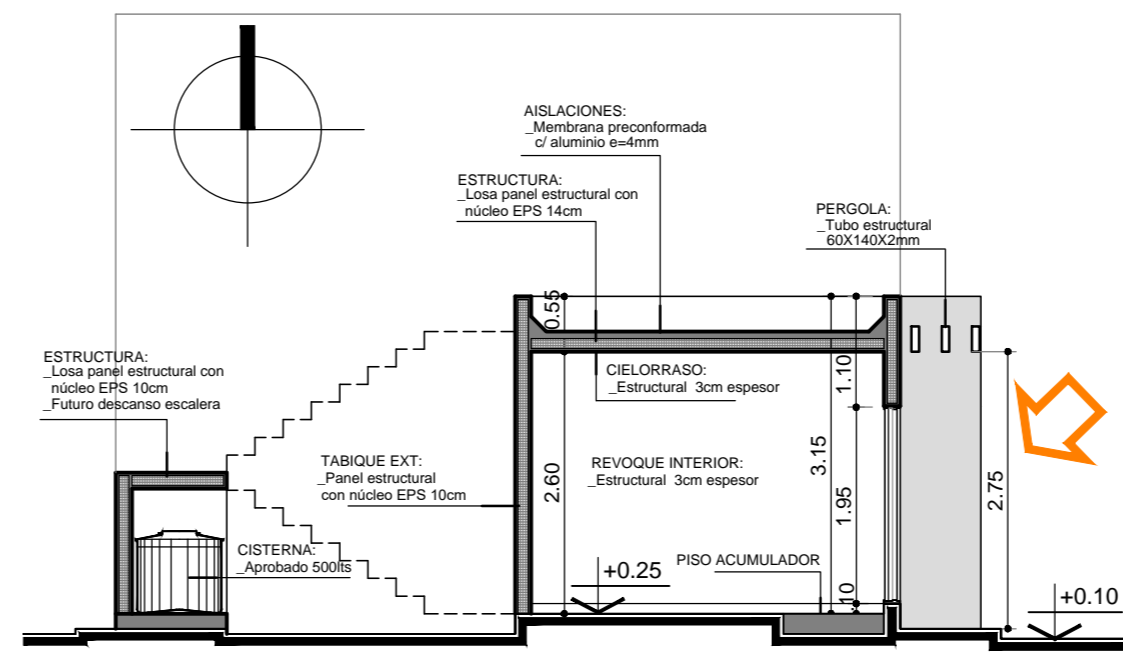 AISLACIONES:
_Membrana preconformada
c/ aluminio e=4mm
ESTRUCTURA:
_Losa panel estructural con
núcleo EPS 14cm
PERGOLA:
_Tubo estructural
60X140X2mm
0.55
ESTRUCTURA:
_Losa panel estructural con
núcleo EPS 10cm
_Futuro descanso escalera
CIELORRASO:
_Estructural 3cm espesor
1.10
TABIQUE EXT:
_Panel estructural
con núcleo EPS 10cm
2.60
REVOQUE INTERIOR:
_Estructural 3cm espesor
3.15
1.95
2.75
CISTERNA:
_Aprobado 500lts
+0.25
PISO ACUMULADOR
.10
+0.10